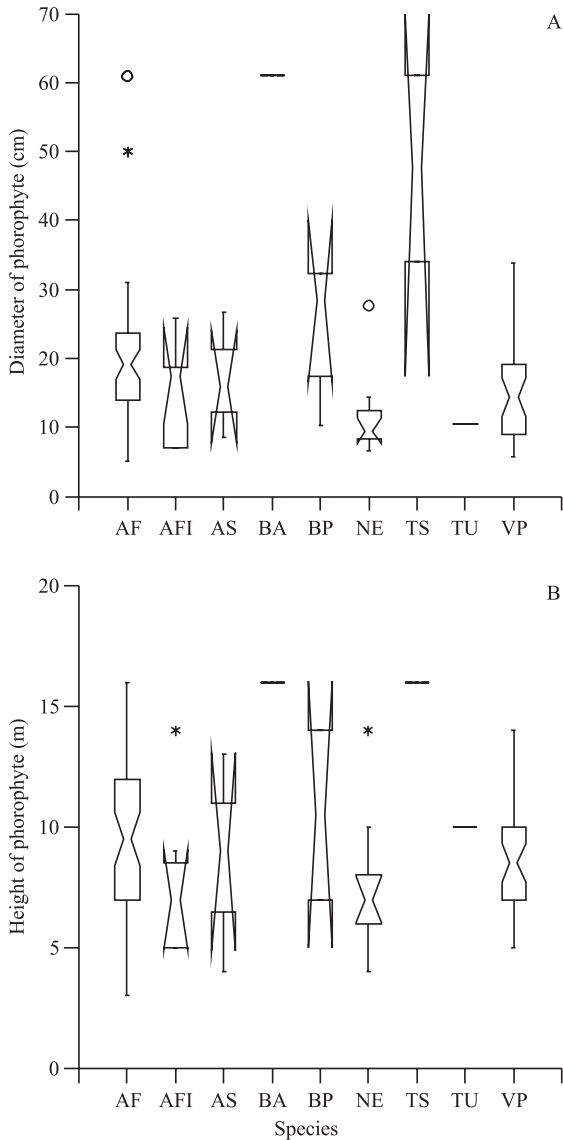 A
Diameter of phorophyte (cm)
70
60
50
40
30
20
10
0
AF AFI AS BA BP NE TS TU VP
B
Height of phorophyte (m)
20
15
10
5
0
AF AFI AS BA BP NE TS TU VP
Species